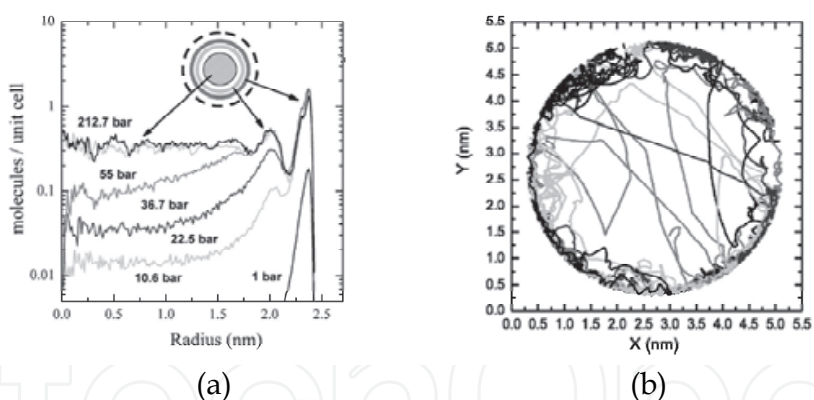 10
1
0.1
0.01
molecules / unit cell
212.7 bar
55 bar
36.7 bar
22.5 bar
10.6 bar
1 bar
0.0 0.5 1.0 1.5 2.0 2.5
Radius (nm)
(a)
5.5
5.0
4.5
4.0
3.5
3.0
2.5
2.0
1.5
1.0
0.5
0.0
Y (nm)
0.0 0.5 1.0 1.5 2.0 2.5 3.0 3.5 4.0 4.5 5.0 5.5
X (nm)
(b)